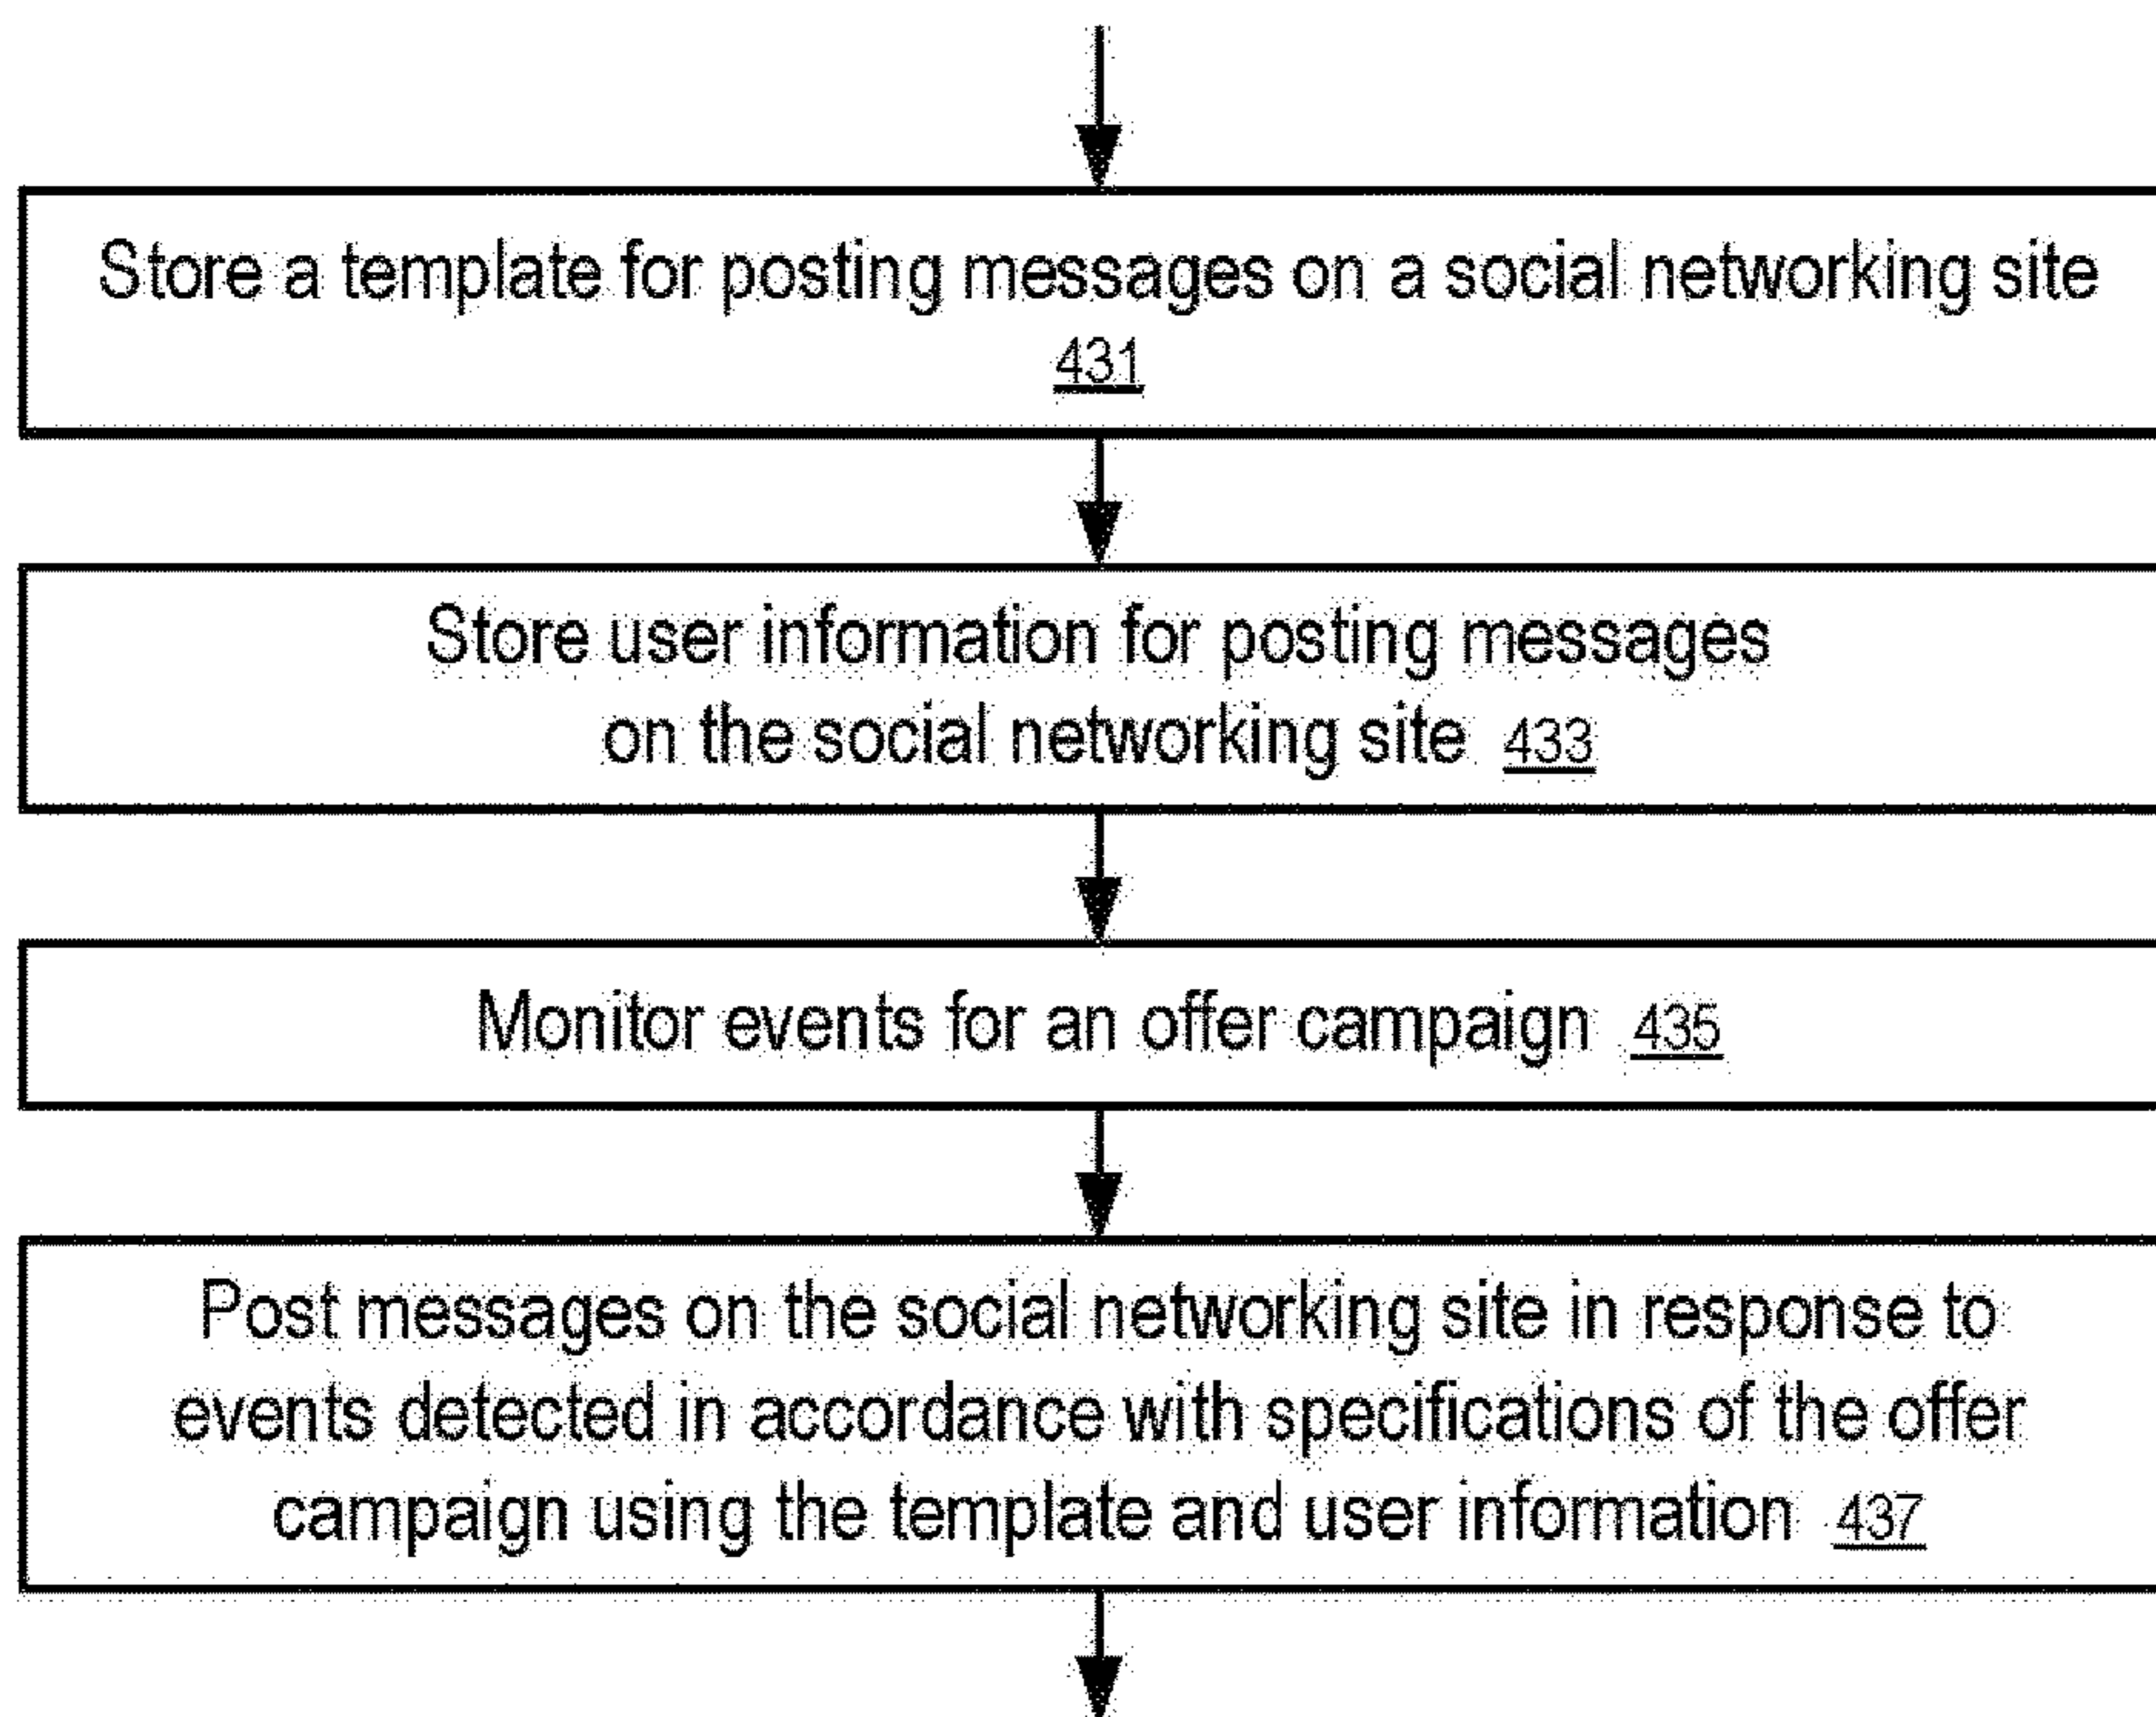 Store a template for posting messages on a social networking site
431
Store user information for posting messages
on the social networking site 433
Monitor events for an offer campaign 435
Post messages on the social networking site in response to
events detected in accordance with specifications of the offer
campaign using the template and user information 437